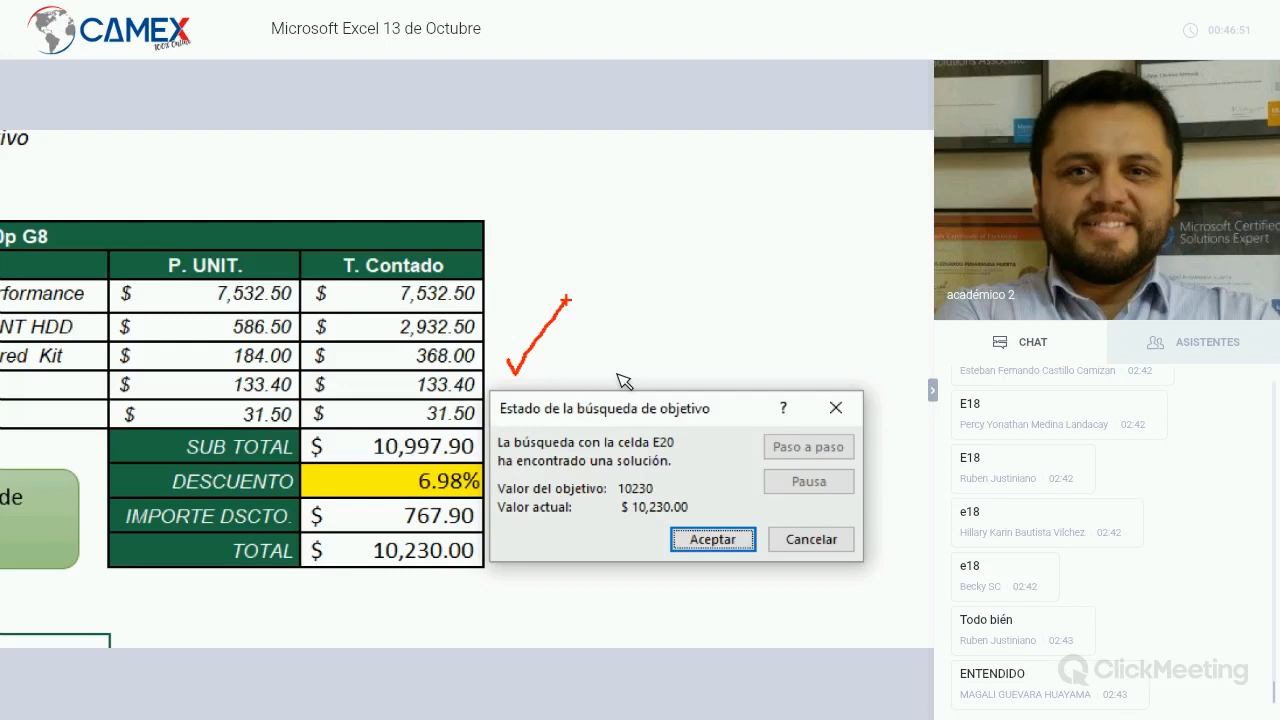 CAMEX
100% Online
Microsoft Excel 13 de Octubre
00:46:51
ivo
0p G8
P. UNIT.
T. Contado
rformance
$ 7,532.50
$ 7,532.50
NT HDD
$ 586.50
$ 2,932.50
red Kit
$ 184.00
$ 368.00
$ 133.40
$ 133.40
$ 31.50
$ 31.50
SUB TOTAL
$ 10,997.90
DESCUENTO
6.98%
IMPORTE DSCTO.
$ 767.90
TOTAL
$ 10,230.00
de
Estado de la búsqueda de objetivo
?
La búsqueda con la celda E20
ha encontrado una solución.
Valor del objetivo: 10230
Valor actual: $ 10,230.00
Paso a paso
Pausa
Aceptar
Cancelar
Microsoft Certified
Solutions Expert
académico 2
CHAT
ASISTENTES
Esteban Fernando Castillo Camizan 02:42
E18
Percy Yonathan Medina Landacay 02:42
E18
Ruben Justiniano 02:42
e18
Hillary Karin Bautista Vilchez 02:42
e18
Becky SC 02:42
Todo bién
Ruben Justiniano 02:43
ENTENDIDO
MAGALI GUEVARA HUAYAMA 02:43
ClickMeeting